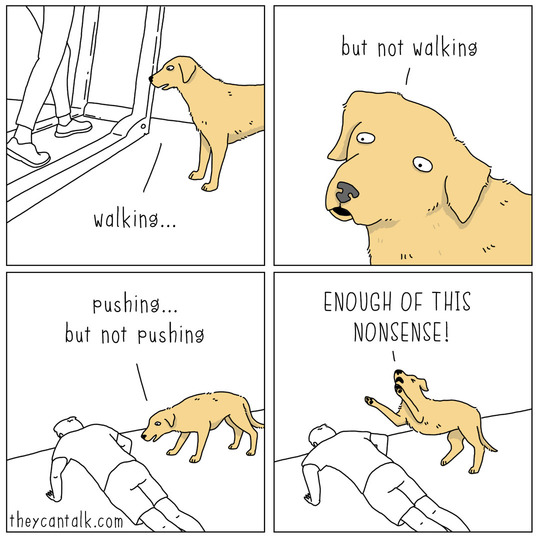 walking...
but not walking
pushing...
but not pushing
ENOUGH OF THIS
NONSENSE!
theycantalk.com